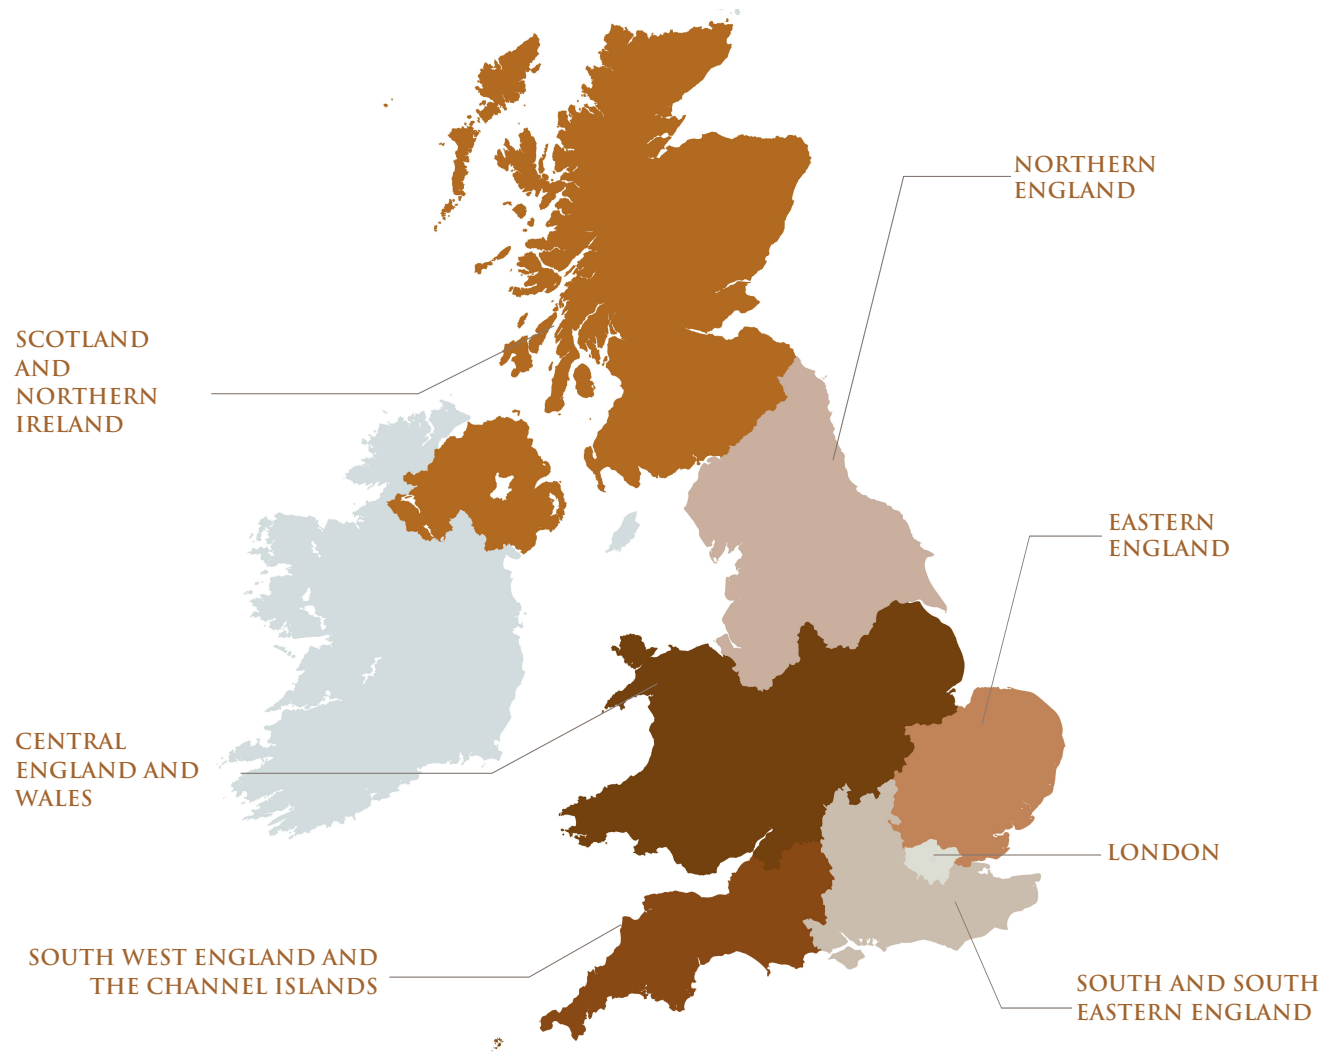 NORTHERN
ENGLAND
SCOTLAND
AND
NORTHERN
IRELAND
EASTERN
ENGLAND
CENTRAL
ENGLAND AND
WALES
LONDON
SOUTH WEST ENGLAND AND
THE CHANNEL ISLANDS
SOUTH AND SOUTH
EASTERN ENGLAND